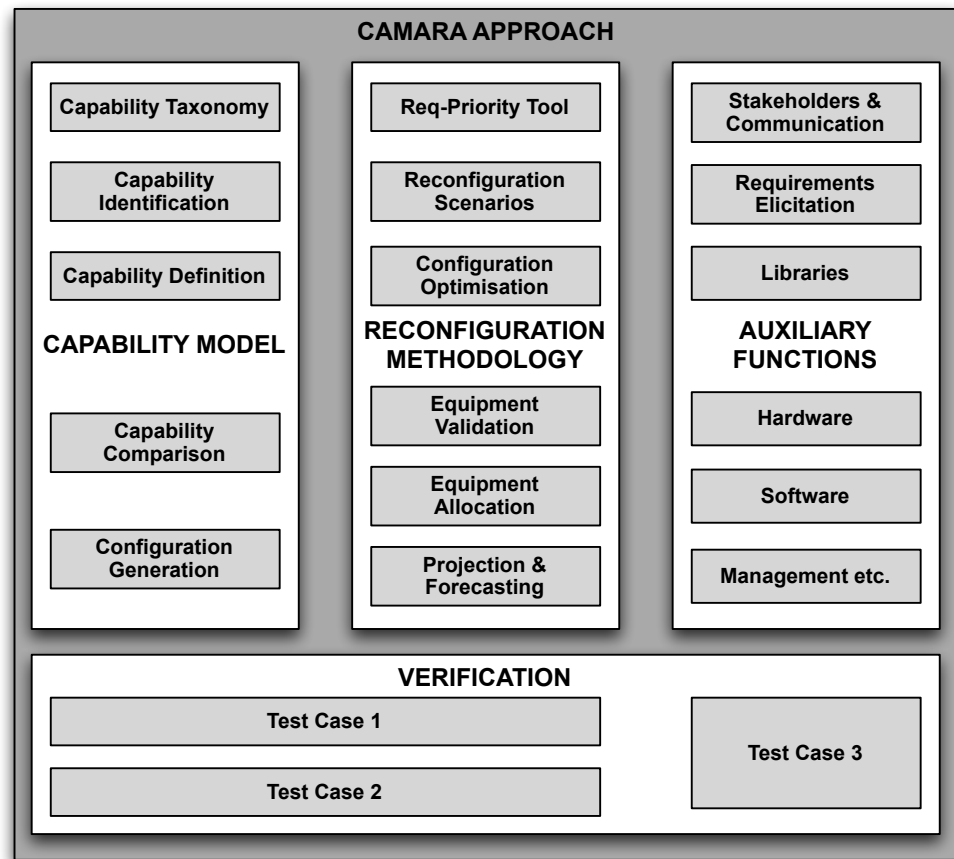 CAMARA APPROACH
Capability Taxonomy
Capability
Identification
Capability Definition
CAPABILITY MODEL
Capability
Comparison
Configuration
Generation
Req-Priority Tool
Reconfiguration
Scenarios
Configuration
Optimisation
RECONFIGURATION
METHODOLOGY
Equipment
Validation
Equipment
Allocation
Projection &
Forecasting
Stakeholders &
Communication
Requirements
Elicitation
Libraries
AUXILIARY
FUNCTIONS
Hardware
Software
Management etc.
VERIFICATION
Test Case 1
Test Case 2
Test Case 3